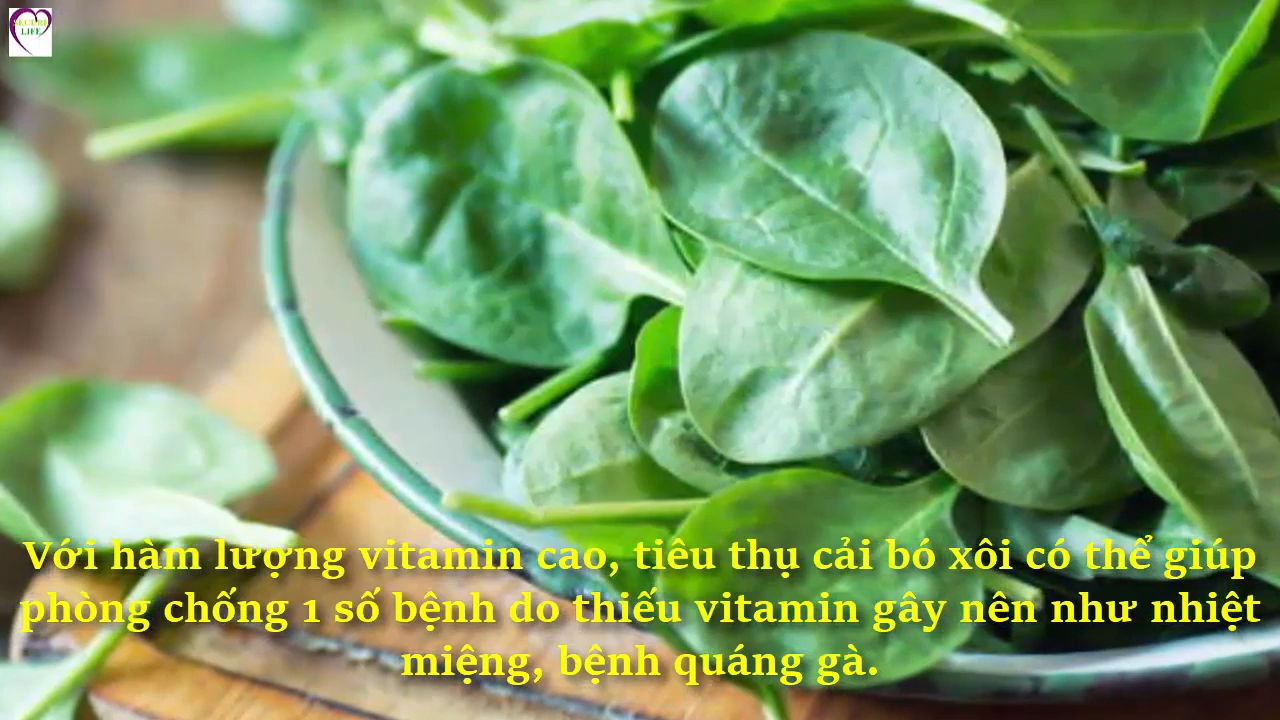 LIFE
Với hàm lượng vitamin cao, tiêu thụ cải bó xôi có thể giúp
phòng chống 1 số bệnh do thiếu vitamin gây nên như nhiệt
miệng, bệnh quáng gà.